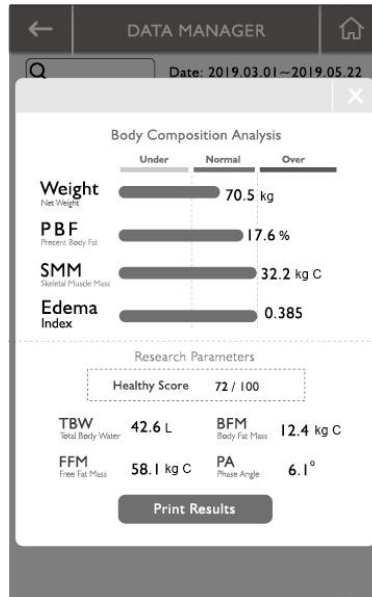 DATA MANAGER
Date: 2019.03.01~2019.05.22
X
Body Composition Analysis
Under Normal Over
Weight 70.5 kg
Net Weight
PBF 17.6 %
Precent Body Fat
SMM 32.2 kg C
Skeletal Muscle Mass
Edema 0.385
Index
Research Parameters
Healthy Score 72 / 100
TBW 42.6 L BFM 12.4 kg C
Total Body Water Body Fat Mass
FFM 58.1 kg C PA 6.1°
Free Fat Mass Phase Angle
Print Results